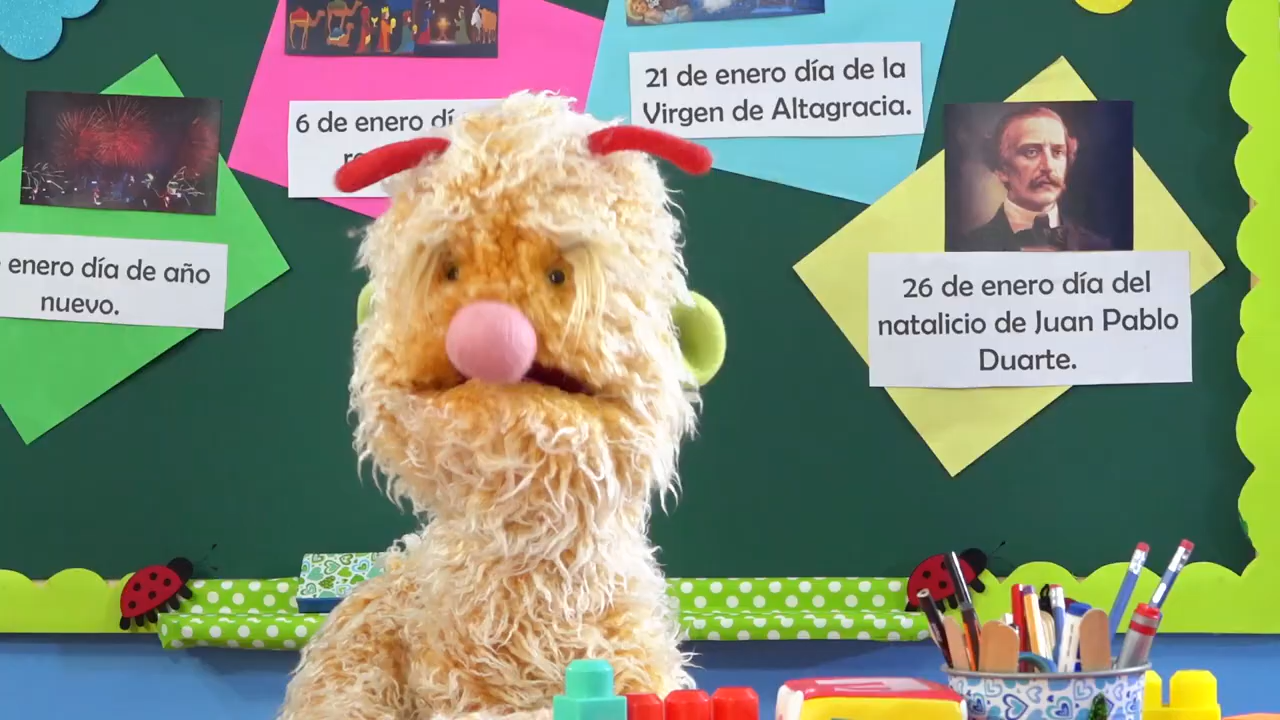 enero día de año
nuevo.
6 de enero
21 de enero día de la
Virgen de Altagracia.
26 de enero día del
natalicio de Juan Pablo
Duarte.